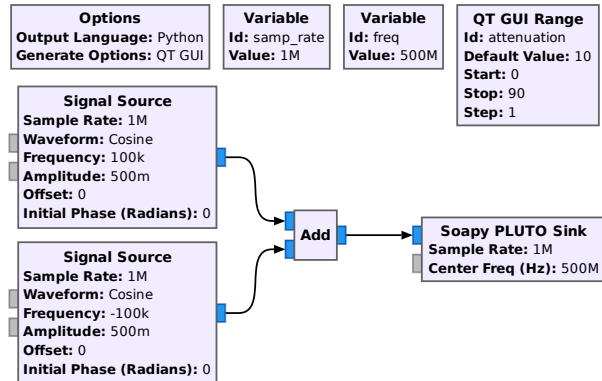 Options
Output Language: Python
Generate Options: QT GUI
Variable
Id: samp_rate
Value: 1M
Variable
Id: freq
Value: 500M
QT GUI Range
Id: attenuation
Default Value: 10
Start: 0
Stop: 90
Step: 1
Signal Source
Sample Rate: 1M
Waveform: Cosine
Frequency: 100k
Amplitude: 500m
Offset: 0
Initial Phase (Radians): 0
Signal Source
Sample Rate: 1M
Waveform: Cosine
Frequency: -100k
Amplitude: 500m
Offset: 0
Initial Phase (Radians): 0
Add
Soapy PLUTO Sink
Sample Rate: 1M
Center Freq (Hz): 500M